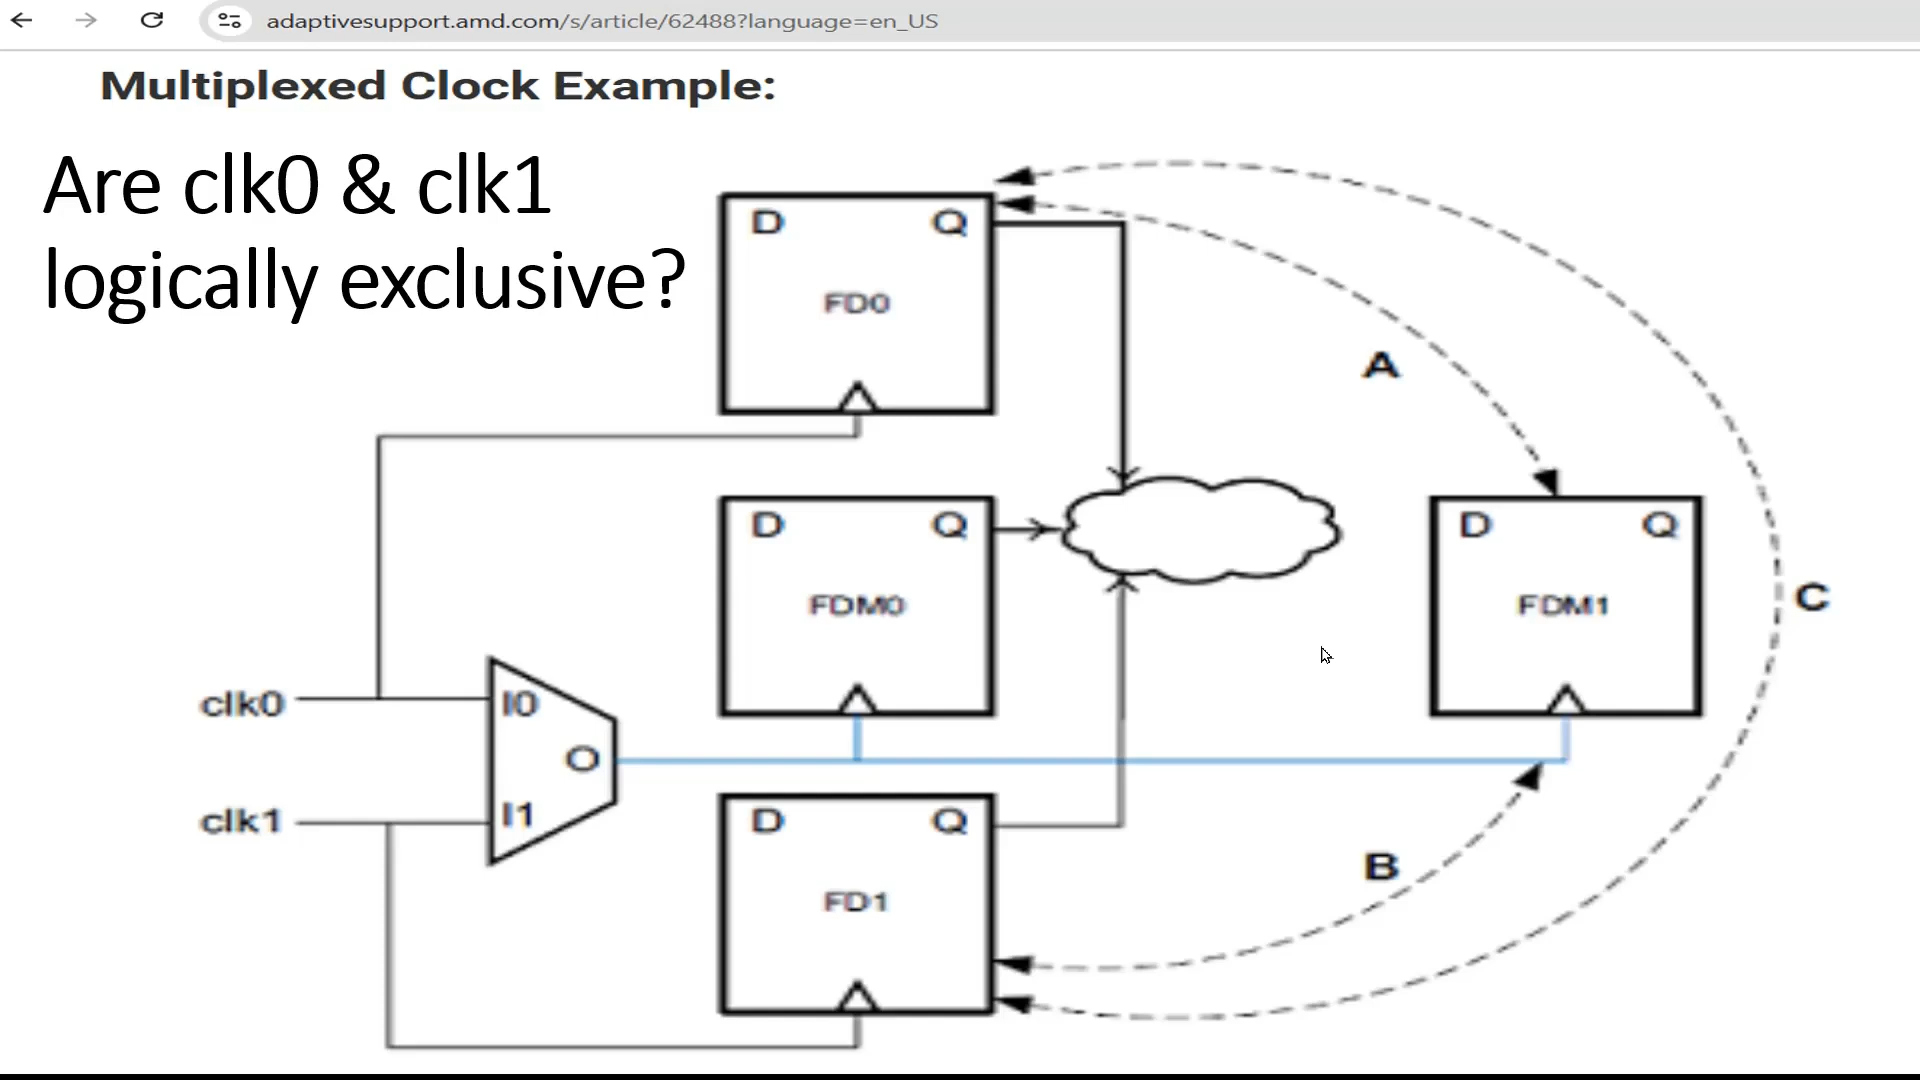 adaptivesupport.amd.com/s/article/62488?language=en_US
Multiplexed Clock Example:
Are clk0 & clk1
logically exclusive?
D Q
FD0
A
D Q
FDM0
D Q
FDM1
C
clk0
I0
O
clk1
I1
D Q
FD1
B